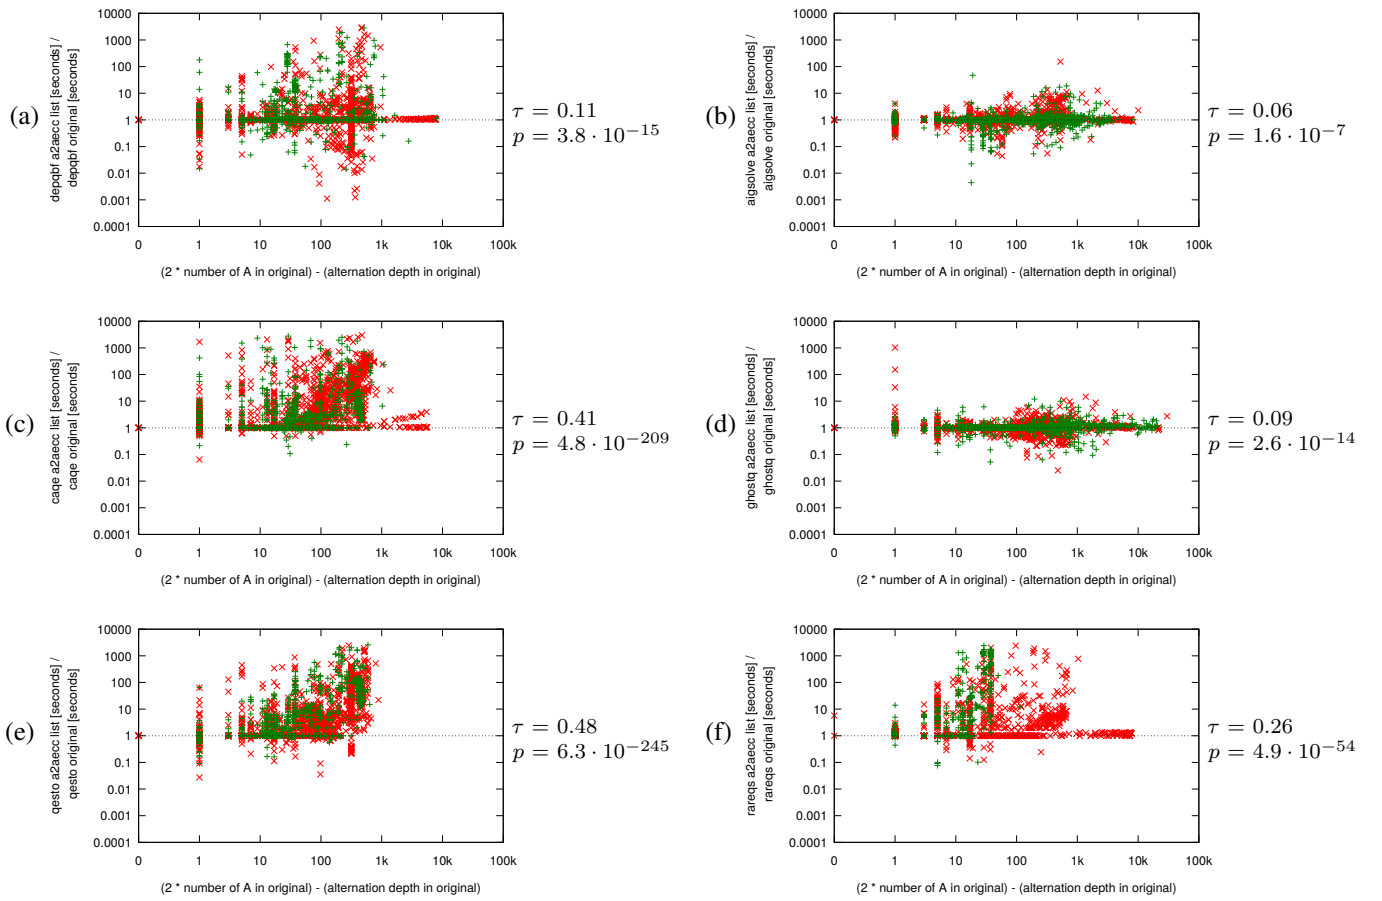 (a)
depqbf a2aecc list [seconds] /
depqbf original [seconds]
10000
1000
100
10
1
0.1
0.01
0.001
0.0001
0 1 10 100 1k 10k 100k
(2 * number of A in original) - (alternation depth in original)
τ = 0.11
p = 3.8 · 10^−15
(b)
aigsolve a2aecc list [seconds] /
aigsolve original [seconds]
10000
1000
100
10
1
0.1
0.01
0.001
0.0001
0 1 10 100 1k 10k 100k
(2 * number of A in original) - (alternation depth in original)
τ = 0.06
p = 1.6 · 10^−7
(c)
caqe a2aecc list [seconds] /
caqe original [seconds]
10000
1000
100
10
1
0.1
0.01
0.001
0.0001
0 1 10 100 1k 10k 100k
(2 * number of A in original) - (alternation depth in original)
τ = 0.41
p = 4.8 · 10^−209
(d)
ghostq a2aecc list [seconds] /
ghostq original [seconds]
10000
1000
100
10
1
0.1
0.01
0.001
0.0001
0 1 10 100 1k 10k 100k
(2 * number of A in original) - (alternation depth in original)
τ = 0.09
p = 2.6 · 10^−14
(e)
qesto a2aecc list [seconds] /
qesto original [seconds]
10000
1000
100
10
1
0.1
0.01
0.001
0.0001
0 1 10 100 1k 10k 100k
(2 * number of A in original) - (alternation depth in original)
τ = 0.48
p = 6.3 · 10^−245
(f)
rareqs a2aecc list [seconds] /
rareqs original [seconds]
10000
1000
100
10
1
0.1
0.01
0.001
0.0001
0 1 10 100 1k 10k 100k
(2 * number of A in original) - (alternation depth in original)
τ = 0.26
p = 4.9 · 10^−54